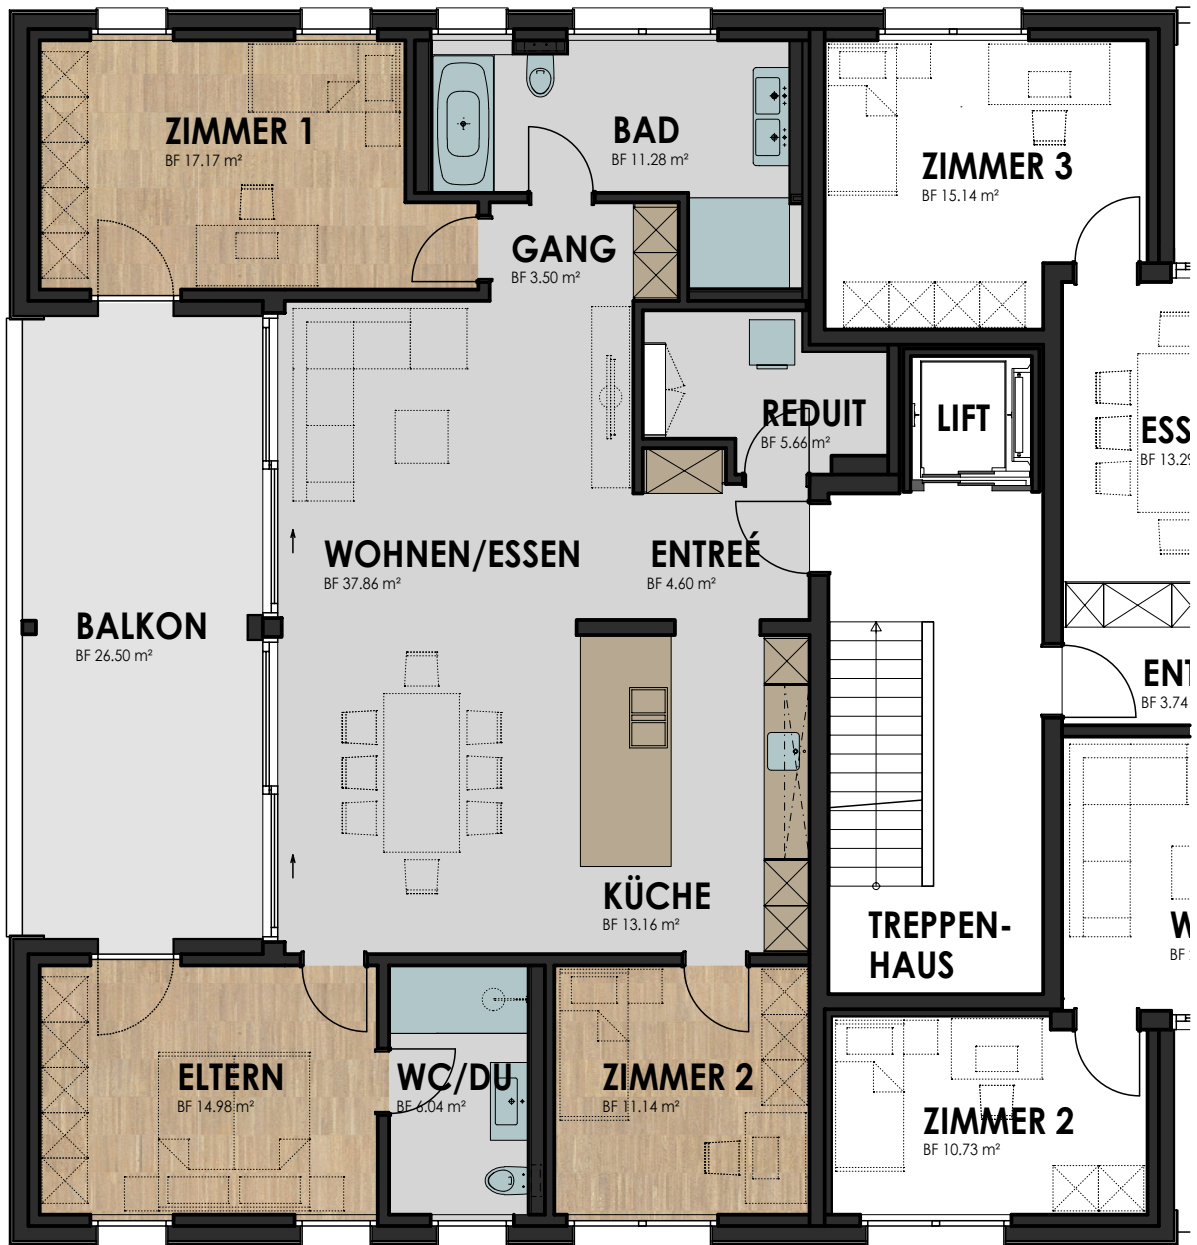 ZIMMER 1
BF 17.17 m²
BAD
BF 11.28 m²
ZIMMER 3
BF 15.14 m²
GANG
BF 3.50 m²
REDUIT
BF 5.66 m²
LIFT
ESS
BF 13.29
WOHNEN/ESSEN
BF 37.86 m²
ENTREÉ
BF 4.60 m²
BALKON
BF 26.50 m²
ENT
BF 3.74
KÜCHE
BF 13.16 m²
TREPPEN-
HAUS
W
BF
ELTERN
BF 14.98 m²
WC/DU
BF 6.04 m²
ZIMMER 2
BF 11.14 m²
ZIMMER 2
BF 10.73 m²